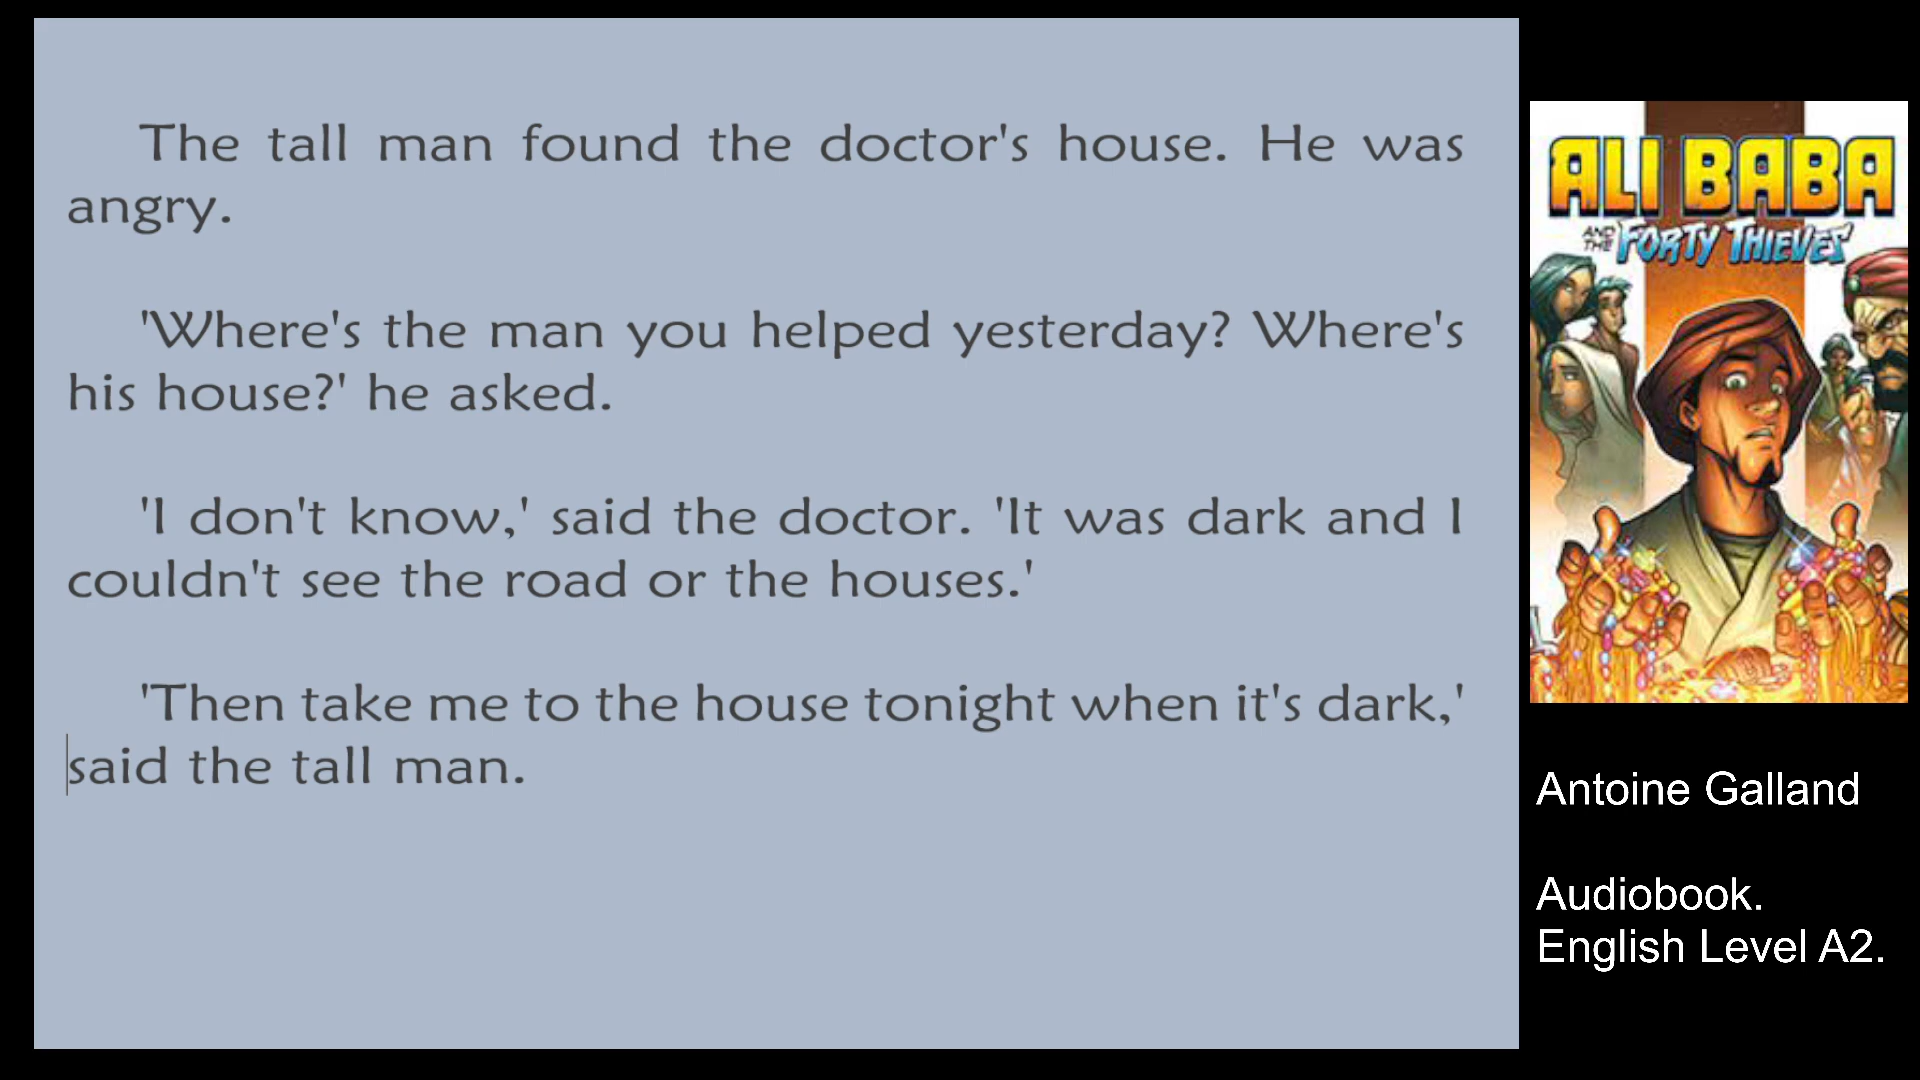 The tall man found the doctor's house. He was
angry.
'Where's the man you helped yesterday? Where's
his house?' he asked.
'I don't know,' said the doctor. 'It was dark and I
couldn't see the road or the houses.'
'Then take me to the house tonight when it's dark,'
said the tall man.
ALI BABA
AND THE FORTY THIEVES
Antoine Galland
Audiobook.
English Level A2.